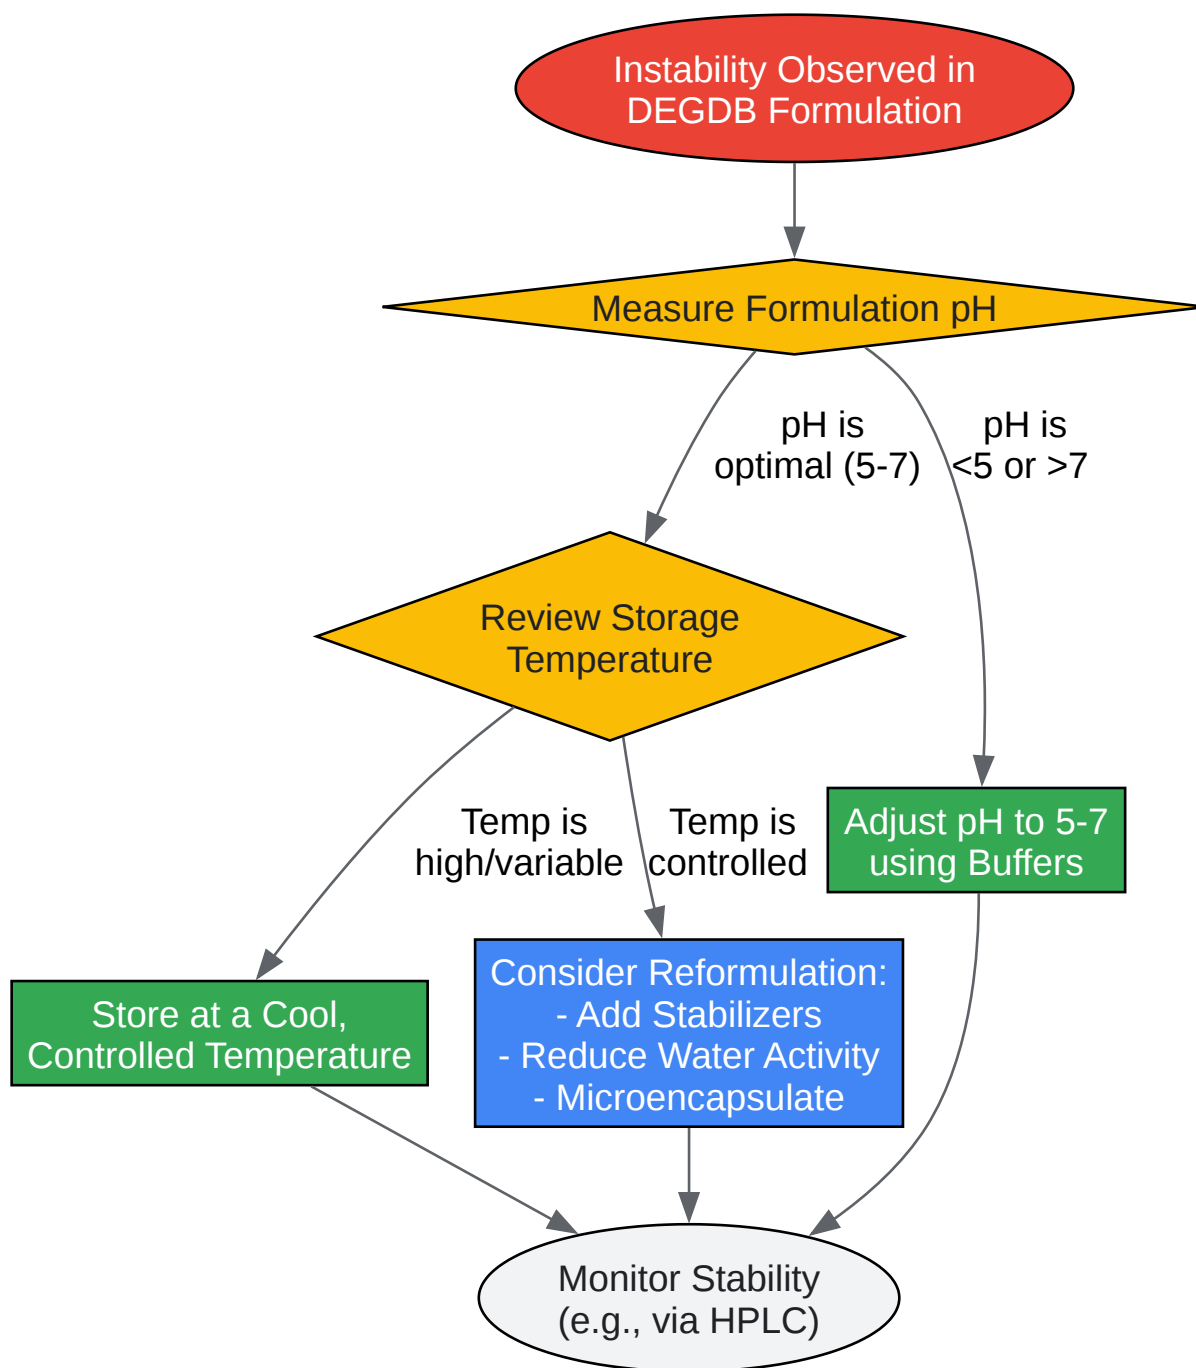 Instability Observed in
DEGDB Formulation
Measure Formulation pH
pH is
optimal (5-7)
pH is
<5 or >7
Review Storage
Temperature
Temp is
high/variable
Temp is
controlled
Adjust pH to 5-7
using Buffers
Store at a Cool,
Controlled Temperature
Consider Reformulation:
- Add Stabilizers
- Reduce Water Activity
- Microencapsulate
Monitor Stability
(e.g., via HPLC)